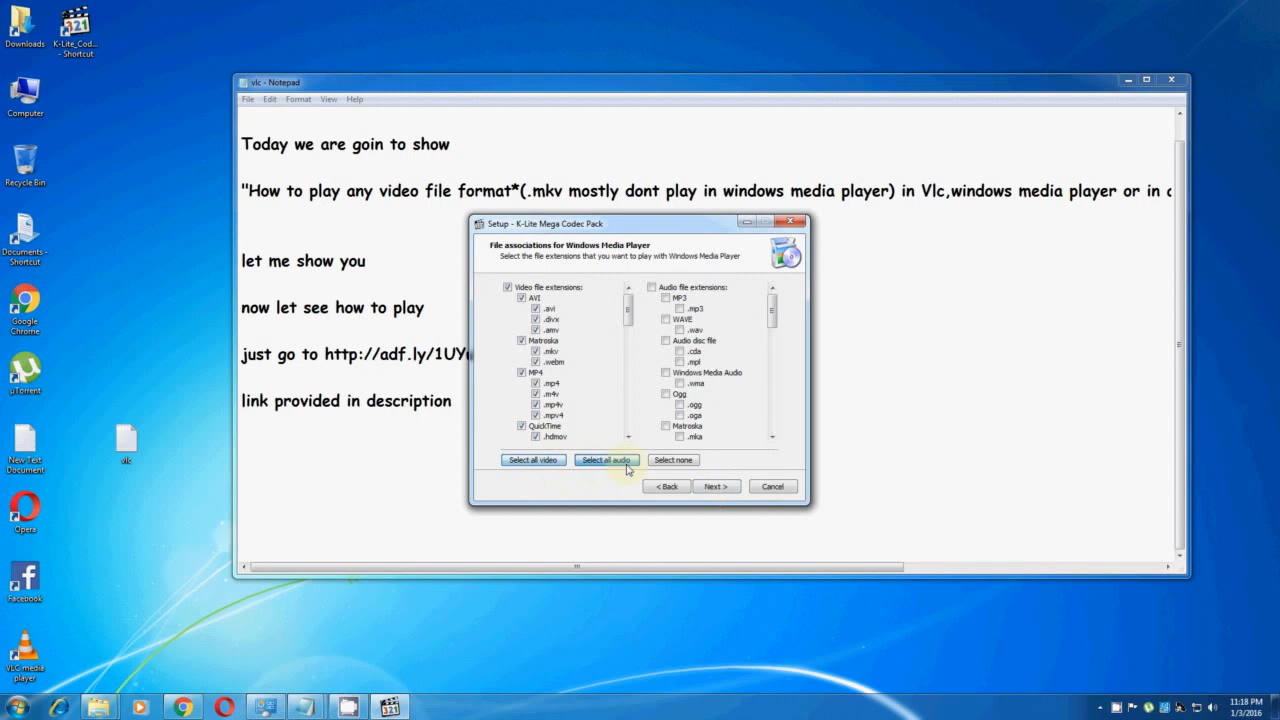 Downloads
K-Lite_Cod...
- Shortcut
Computer
Recycle Bin
Documents -
Shortcut
Google
Chrome
µTorrent
New Text
Document
vlc
Opera
Facebook
VLC media
player
vlc - Notepad
File Edit Format View Help
Today we are goin to show
"How to play any video file format*(.mkv mostly dont play in windows media player) in Vlc,windows media player or in
let me show you
now let see how to play
just go to http://adf.ly/1UY
link provided in description
Setup - K-Lite Mega Codec Pack
File associations for Windows Media Player
Select the file extensions that you want to play with Windows Media Player
Video file extensions:
AVI
.avi
.divx
.amv
Matroska
.mkv
.webm
MP4
.mp4
.m4v
.mp4v
.mpv4
QuickTime
.hdmov
Audio file extensions:
MP3
.mp3
WAVE
.wav
Audio disc file
.cda
.mpl
Windows Media Audio
.wma
Ogg
.ogg
.oga
Matroska
.mka
Select all video Select all audio Select none
< Back Next > Cancel
11:18 PM
1/3/2016